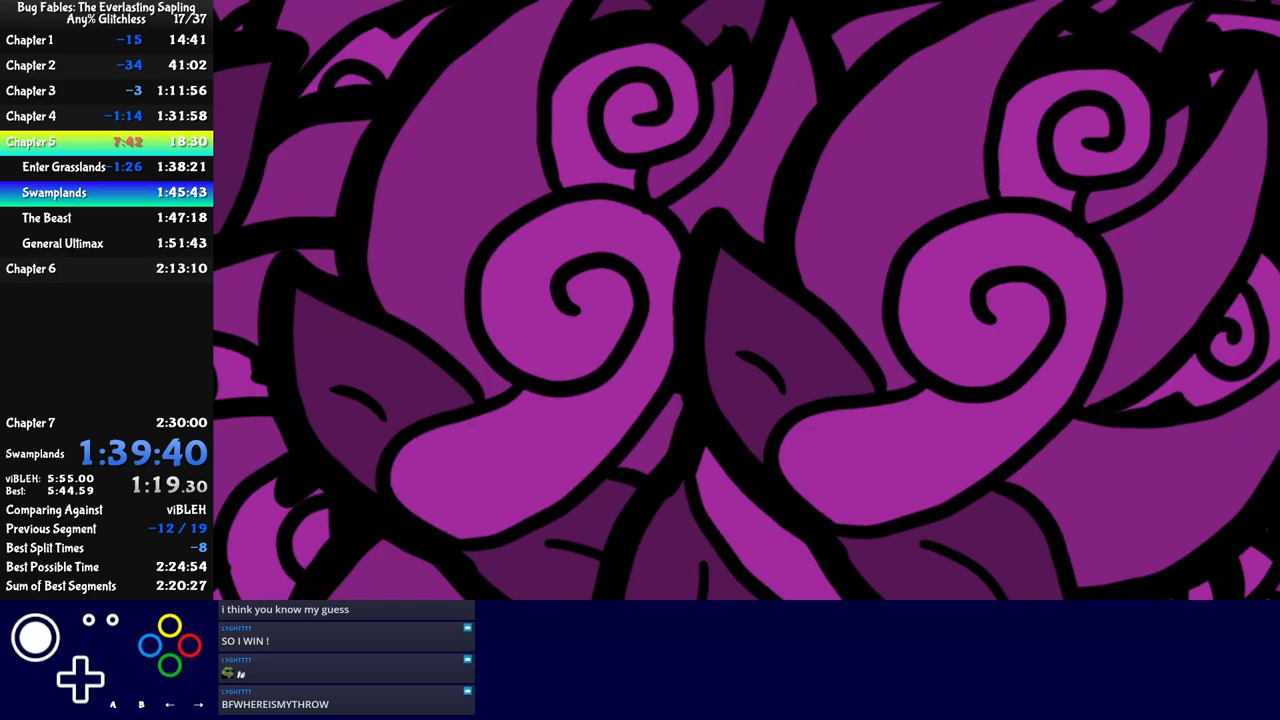 Bug Fables: The Everlasting Sapling
Any% Glitchless 17/37
Chapter 1 -15 14:41
Chapter 2 -34 41:02
Chapter 3 -3 1:11:56
Chapter 4 -1:14 1:31:58
Chapter 5 7:42 18:30
Enter Grasslands -1:26 1:38:21
Swamplands 1:45:43
The Beast 1:47:18
General Ultimax 1:51:43
Chapter 6 2:13:10
Chapter 7 2:30:00
Swamplands 1:39:40
viBLEH: 5:55.00
Best: 5:44.59 1:19.30
Comparing Against viBLEH
Previous Segment -12 / 19
Best Split Times -8
Best Possible Time 2:24:54
Sum of Best Segments 2:20:27
A B ← →
i think you know my guess
LYGHTTTT
SO I WIN !
LYGHTTTT
LYGHTTTT
BFWHEREISMYTHROW